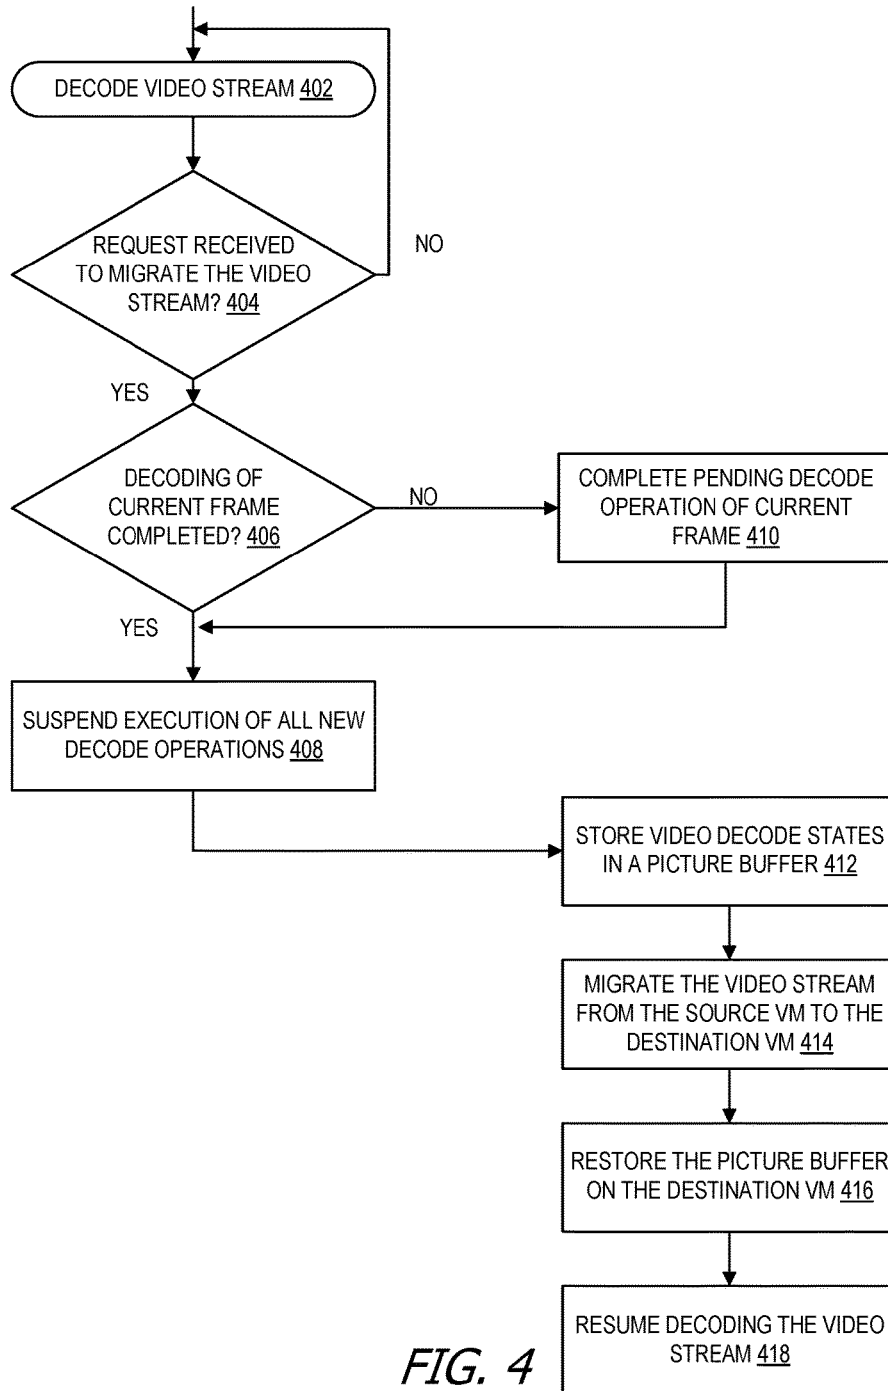 DECODE VIDEO STREAM 402
REQUEST RECEIVED
TO MIGRATE THE VIDEO
STREAM? 404
NO
YES
DECODING OF
CURRENT FRAME
COMPLETED? 406
NO
COMPLETE PENDING DECODE
OPERATION OF CURRENT
FRAME 410
YES
SUSPEND EXECUTION OF ALL NEW
DECODE OPERATIONS 408
STORE VIDEO DECODE STATES
IN A PICTURE BUFFER 412
MIGRATE THE VIDEO STREAM
FROM THE SOURCE VM TO THE
DESTINATION VM 414
RESTORE THE PICTURE BUFFER
ON THE DESTINATION VM 416
RESUME DECODING THE VIDEO
STREAM 418
FIG. 4